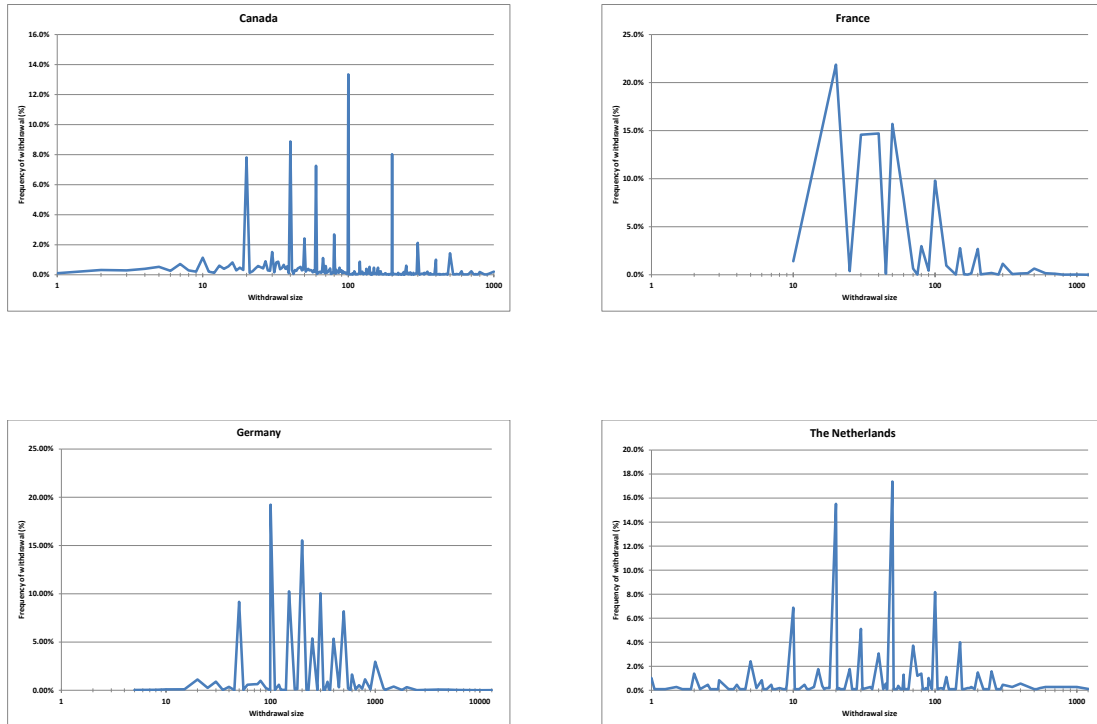 Canada
16.0%
14.0%
12.0%
10.0%
8.0%
6.0%
4.0%
2.0%
0.0%
Frequency of withdrawal (%)
1 10 100 1000
Withdrawal size
France
25.0%
20.0%
15.0%
10.0%
5.0%
0.0%
Frequency of withdrawal (%)
1 10 100 1000
Withdrawal size
Germany
25.00%
20.00%
15.00%
10.00%
5.00%
0.00%
Frequency of withdrawal (%)
1 10 100 1000 10000
Withdrawal size
The Netherlands
20.0%
18.0%
16.0%
14.0%
12.0%
10.0%
8.0%
6.0%
4.0%
2.0%
0.0%
Frequency of withdrawal (%)
1 10 100 1000
Withdrawal size